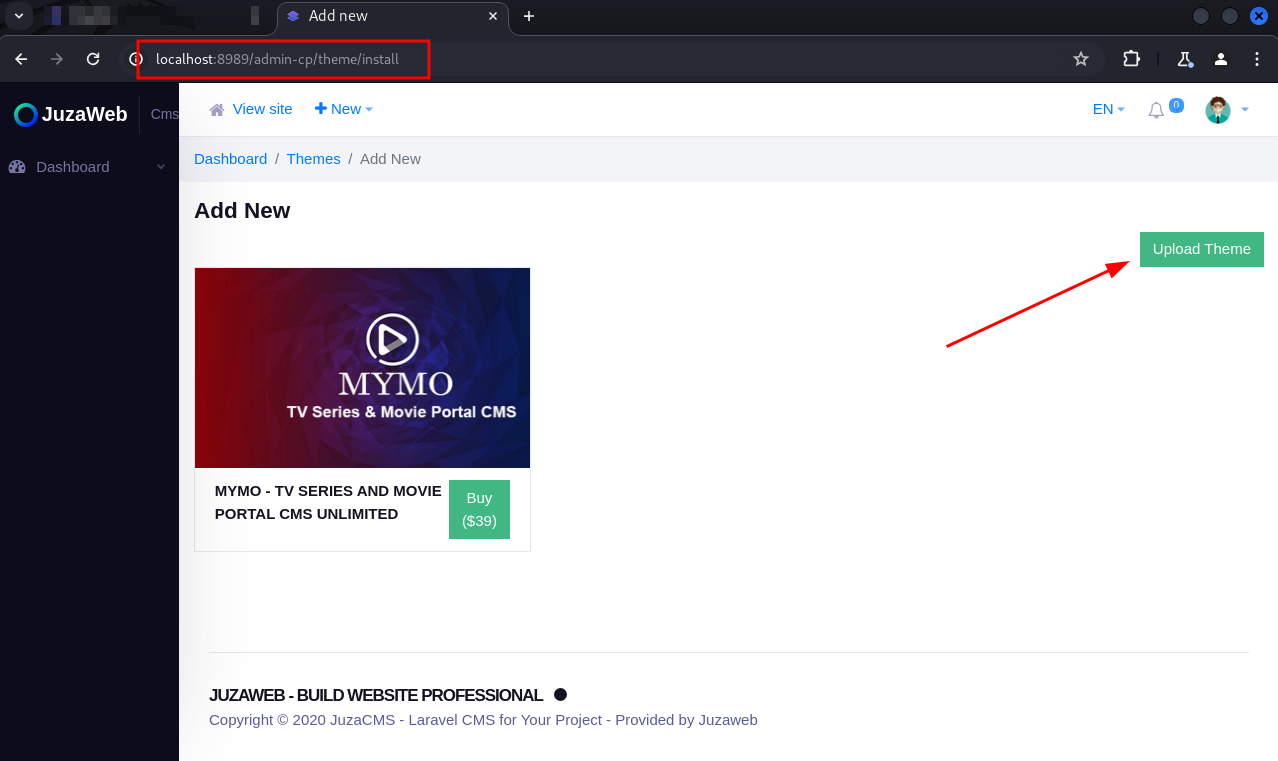 Add new
localhost:8989/admin-cp/theme/install
JuzaWeb Cms
View site New EN 0
Dashboard
Dashboard / Themes / Add New
Add New
Upload Theme
MYMO
TV Series & Movie Portal CMS
MYMO - TV SERIES AND MOVIE
PORTAL CMS UNLIMITED
Buy
($39)
JUZAWEB - BUILD WEBSITE PROFESSIONAL
Copyright © 2020 JuzaCMS - Laravel CMS for Your Project - Provided by Juzaweb